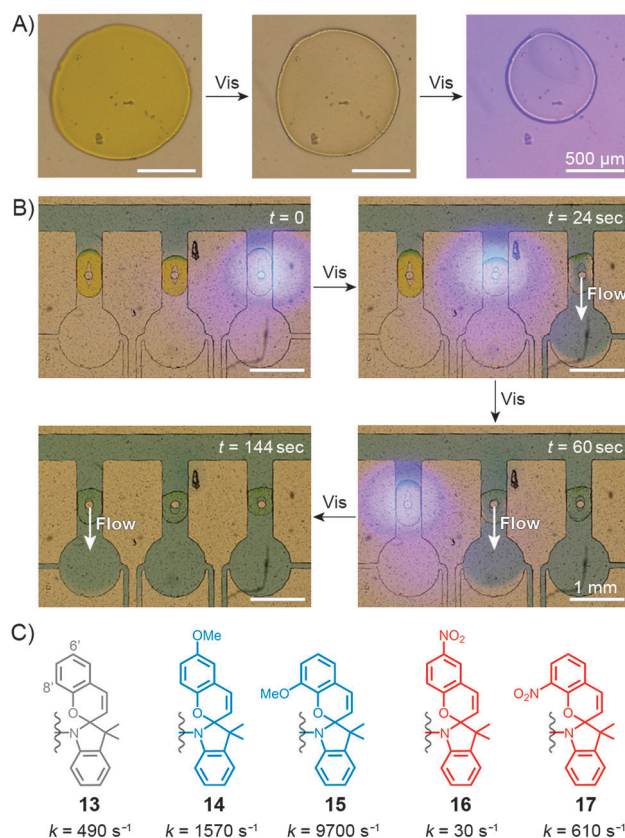 A)
Vis
Vis
500 µm
B)
t = 0
Vis
t = 24 sec
Flow
Vis
t = 144 sec
Flow
Vis
t = 60 sec
Flow
1 mm
C)
6'
8'
O
N
13
k = 490 s⁻¹
OMe
O
N
14
k = 1570 s⁻¹
MeO
O
N
15
k = 9700 s⁻¹
NO₂
O
N
16
k = 30 s⁻¹
O₂N
O
N
17
k = 610 s⁻¹